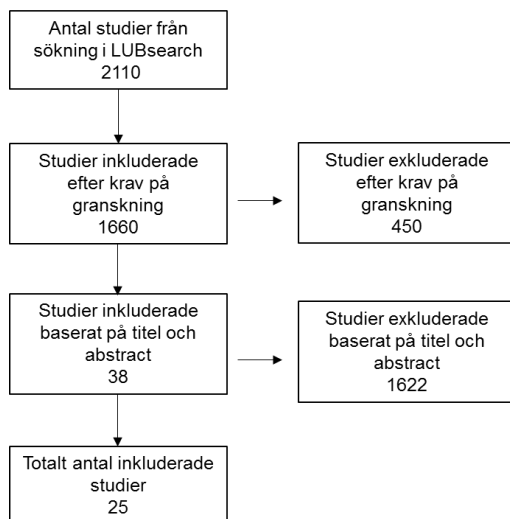 Antal studier från
sökning i LUBsearch
2110
Studier inkluderade
efter krav på
granskning
1660
Studier exkluderade
efter krav på
granskning
450
Studier inkluderade
baserat på titel och
abstract
38
Studier exkluderade
baserat på titel och
abstract
1622
Totalt antal inkluderade
studier
25